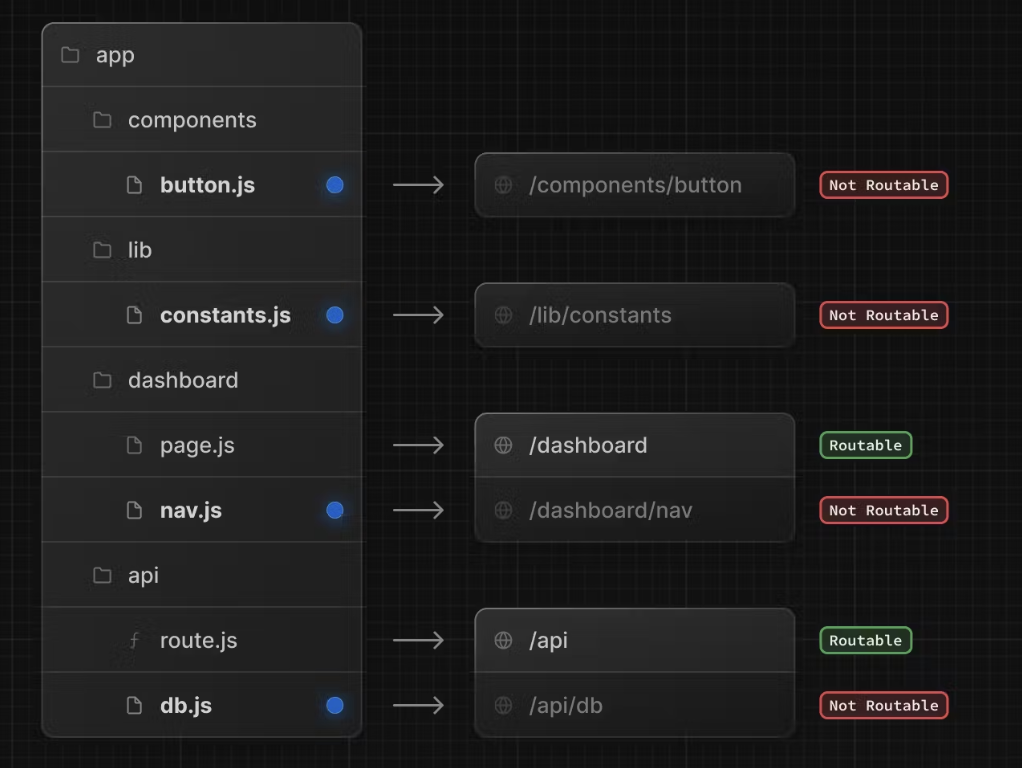 app
components
button.js
/components/button
Not Routable
lib
constants.js
/lib/constants
Not Routable
dashboard
page.js
/dashboard
Routable
nav.js
/dashboard/nav
Not Routable
api
route.js
/api
Routable
db.js
/api/db
Not Routable